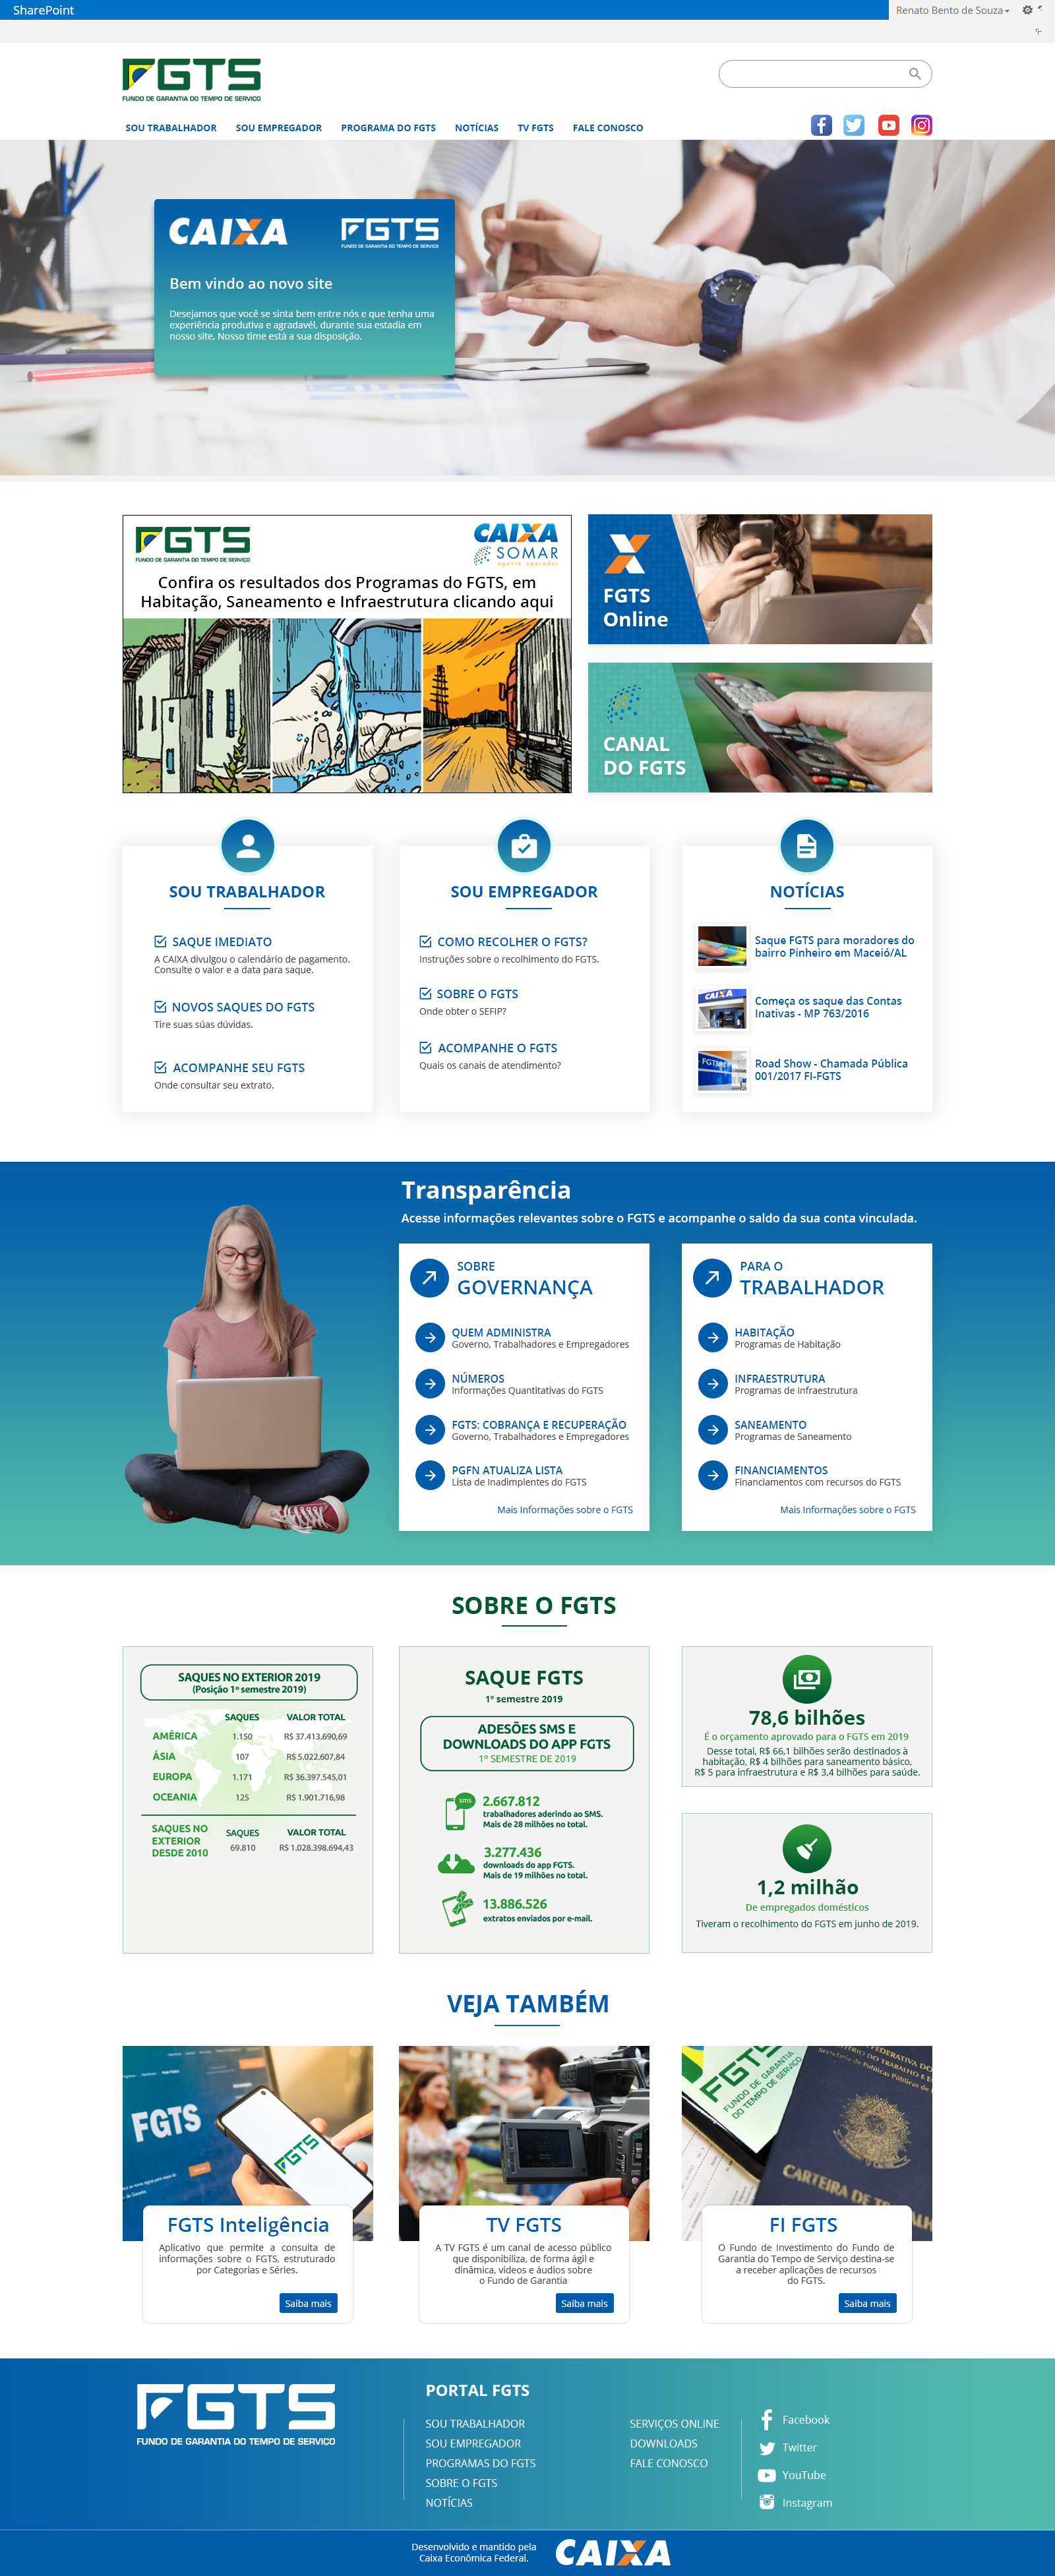 SharePoint
Renato Bento de Souza
FGTS
FUNDO DE GARANTIA DO TEMPO DE SERVIÇO
SOU TRABALHADOR
SOU EMPREGADOR
PROGRAMA DO FGTS
NOTÍCIAS
TV FGTS
FALE CONOSCO
CAIXA
FGTS
FUNDO DE GARANTIA DO TEMPO DE SERVIÇO
Bem vindo ao novo site
Desejamos que você se sinta bem entre nós e que tenha uma
experiência produtiva e agradavél, durante sua estadia em
nosso site, Nosso time está a sua disposição.
FGTS
FUNDO DE GARANTIA DO TEMPO DE SERVIÇO
CAIXA
SOMAR
agente operador
Confira os resultados dos Programas do FGTS, em
Habitação, Saneamento e Infraestrutura clicando aqui
FGTS
Online
CANAL
DO FGTS
SOU TRABALHADOR
SAQUE IMEDIATO
A CAIXA divulgou o calendário de pagamento.
Consulte o valor e a data para saque.
NOVOS SAQUES DO FGTS
Tire suas súas dúvidas.
ACOMPANHE SEU FGTS
Onde consultar seu extrato.
SOU EMPREGADOR
COMO RECOLHER O FGTS?
Instruções sobre o recolhimento do FGTS.
SOBRE O FGTS
Onde obter o SEFIP?
ACOMPANHE O FGTS
Quais os canais de atendimento?
NOTÍCIAS
Saque FGTS para moradores do
bairro Pinheiro em Maceió/AL
CAIXA
Começa os saque das Contas
Inativas - MP 763/2016
FGTS
Road Show - Chamada Pública
001/2017 FI-FGTS
Transparência
Acesse informações relevantes sobre o FGTS e acompanhe o saldo da sua conta vinculada.
SOBRE
GOVERNANÇA
QUEM ADMINISTRA
Governo, Trabalhadores e Empregadores
NÚMEROS
Informações Quantitativas do FGTS
FGTS: COBRANÇA E RECUPERAÇÃO
Governo, Trabalhadores e Empregadores
PGFN ATUALIZA LISTA
Lista de Inadimplentes do FGTS
Mais Informações sobre o FGTS
PARA O
TRABALHADOR
HABITAÇÃO
Programas de Habitação
INFRAESTRUTURA
Programas de Infraestrutura
SANEAMENTO
Programas de Saneamento
FINANCIAMENTOS
Financiamentos com recursos do FGTS
Mais Informações sobre o FGTS
SOBRE O FGTS
SAQUES NO EXTERIOR 2019
(Posição 1º semestre 2019)
SAQUES VALOR TOTAL
AMÉRICA 1.150 R$ 37.413,690,69
ÁSIA 107 R$ 5.022.607,84
EUROPA 1.171 R$ 36.397.545,01
OCEANIA 125 R$ 1.901.716,98
SAQUES NO
EXTERIOR
DESDE 2010
SAQUES VALOR TOTAL
69.810 R$ 1.028.398.694,43
SAQUE FGTS
1º semestre 2019
ADESÕES SMS E
DOWNLOADS DO APP FGTS
1º SEMESTRE DE 2019
sms
2.667.812
trabalhadores aderindo ao SMS.
Mais de 28 milhões no total.
3.277.436
downloads do app FGTS.
Mais de 19 milhões no total.
13.886.526
extratos enviados por e-mail.
78,6 bilhões
É o orçamento aprovado para o FGTS em 2019
Desse total, R$ 66,1 bilhões serão destinados à
habitação, R$ 4 bilhões para saneamento básico,
R$ 5 para infraestrutura e R$ 3,4 bilhões para saúde.
1,2 milhão
De empregados domésticos
Tiveram o recolhimento do FGTS em junho de 2019.
VEJA TAMBÉM
FGTS
FGTS
FGTS Inteligência
Aplicativo que permite a consulta de
informações sobre o FGTS, estruturado
por Categorias e Séries.
Saiba mais
TV FGTS
A TV FGTS é um canal de acesso público
que disponibiliza, de forma ágil e
dinâmica, vídeos e áudios sobre
o Fundo de Garantia
Saiba mais
FGTS
FUNDO DE GARANTIA
DO TEMPO DE SERVIÇO
CARTEIRA DE
FI FGTS
O Fundo de Investimento do Fundo de
Garantia do Tempo de Serviço destina-se
a receber aplicações de recursos
do FGTS.
Saiba mais
FGTS
FUNDO DE GARANTIA DO TEMPO DE SERVIÇO
PORTAL FGTS
SOU TRABALHADOR
SOU EMPREGADOR
PROGRAMAS DO FGTS
SOBRE O FGTS
NOTÍCIAS
SERVIÇOS ONLINE
DOWNLOADS
FALE CONOSCO
Facebook
Twitter
YouTube
Instagram
Desenvolvido e mantido pela
Caixa Econômica Federal.
CAIXA